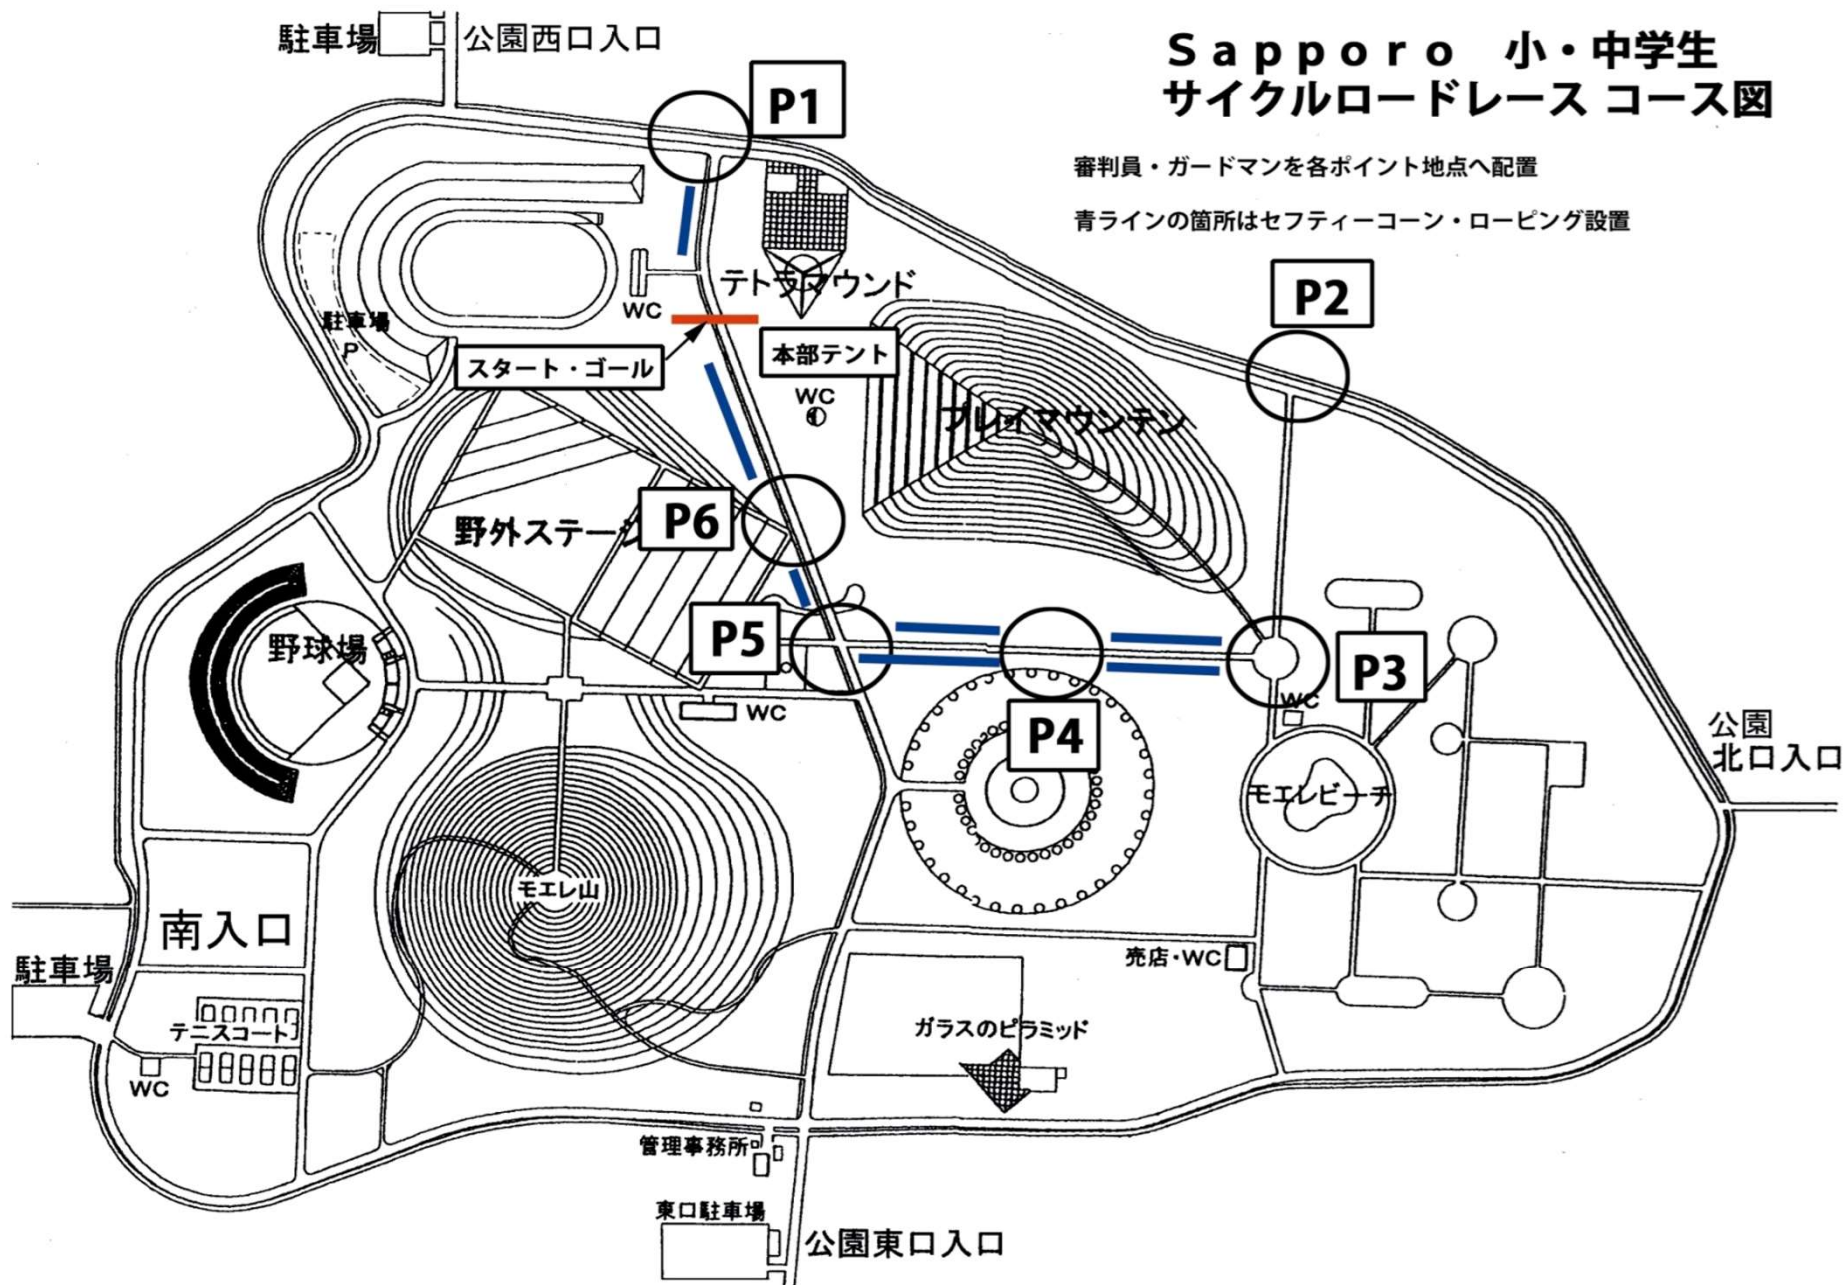 駐車場
公園西口入口
Sapporo 小・中学生
サイクルロードレース コース図
P1
審判員・ガードマンを各ポイント地点へ配置
青ラインの箇所はセフティーコーン・ローピング設置
テトラマウンド
WC
P2
駐車場
P
スタート・ゴール
本部テント
WC
プレイマウンテン
P6
野外ステージ
P5
野球場
P3
WC
WC
P4
公園
北口入口
モエレビーチ
モエレ山
南入口
売店・WC
駐車場
テニスコート
ガラスのピラミッド
WC
管理事務所
東口駐車場
公園東口入口